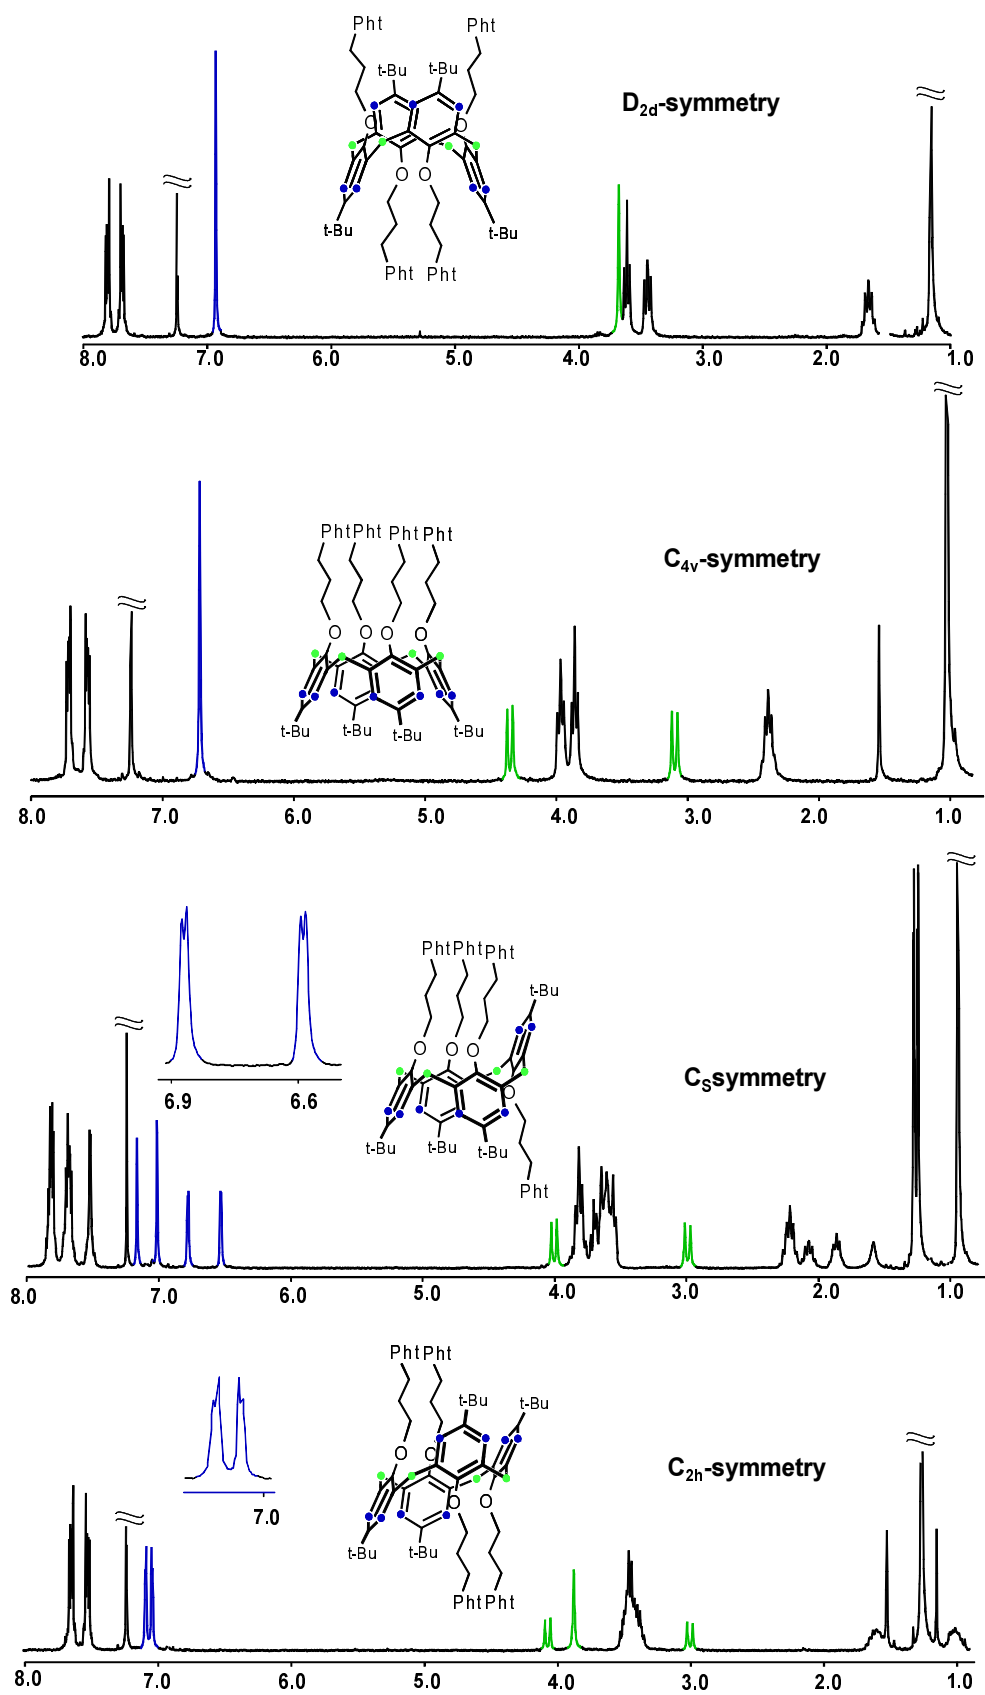 Pht Pht
t-Bu t-Bu
D2d-symmetry
O O
O O
t-Bu t-Bu
Pht Pht
8.0 7.0 6.0 5.0 4.0 3.0 2.0 1.0
Pht Pht Pht Pht
C4v-symmetry
O O O O
t-Bu t-Bu t-Bu t-Bu
8.0 7.0 6.0 5.0 4.0 3.0 2.0 1.0
Pht Pht Pht
t-Bu
O O O
CSsymmetry
6.9 6.6
O
t-Bu t-Bu t-Bu
Pht
8.0 7.0 6.0 5.0 4.0 3.0 2.0 1.0
Pht Pht
t-Bu t-Bu
O O
C2h-symmetry
O O
7.0
t-Bu t-Bu
Pht Pht
8.0 7.0 6.0 5.0 4.0 3.0 2.0 1.0